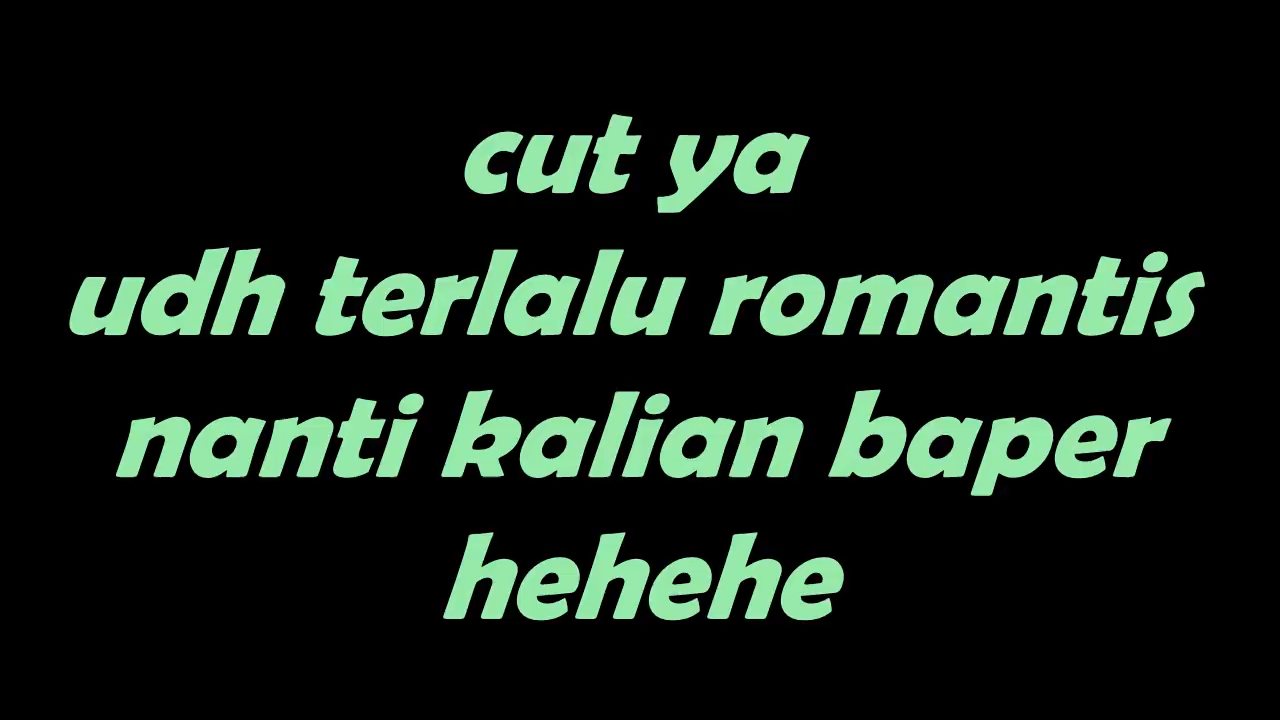 cut ya
udh terlalu romantis
nanti kalian baper
hehehe